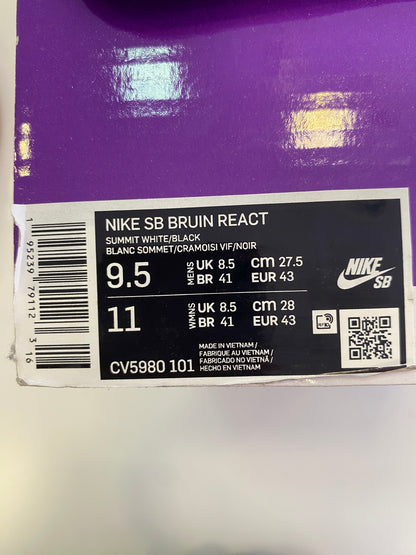 NIKE SB BRUIN REACT
SUMMIT WHITE/BLACK
BLANC SOMMET/CRAMOISI VIF/NOIR
9.5 MENS UK 8.5 cm 27.5
BR 41 EUR 43
11 WMNS UK 8.5 cm 28
BR 41 EUR 43
NIKE
SB
CV5980 101
MADE IN VIETNAM /
FABRIQUE AU VIETNAM /
FABRICADO NO VIETNÃ /
HECHO EN VIETNAM
1 95239 79112 3 16